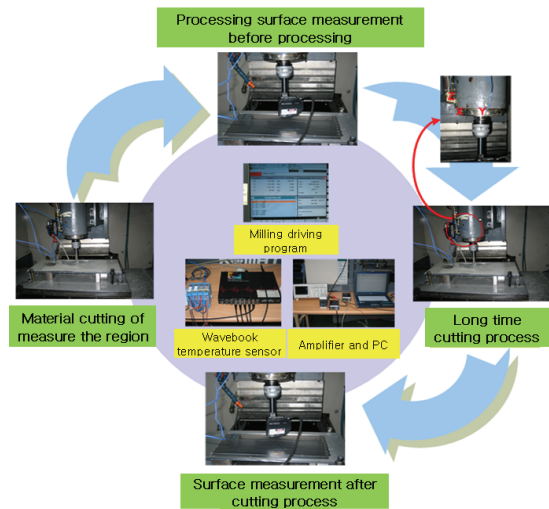 Processing surface measurement
before processing
Z
X
Y
Milling driving
program
Material cutting of
measure the region
Wavebook
temperature sensor
Amplifier and PC
Long time
cutting process
Surface measurement after
cutting process